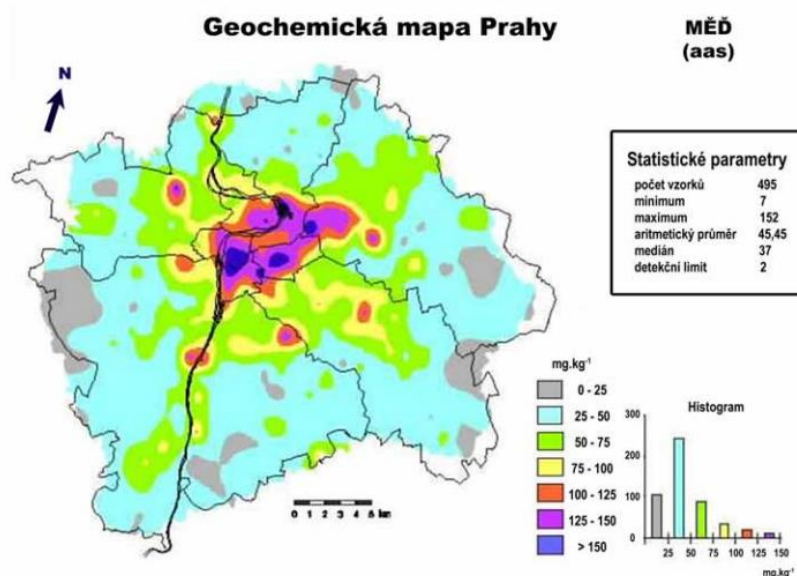 Geochemická mapa Prahy
MĚĎ
(aas)
N
Statistické parametry
počet vzorků 495
minimum 7
maximum 152
aritmetický průměr 45,45
medián 37
detekční limit 2
mg.kg-1
0 - 25
25 - 50
50 - 75
75 - 100
100 - 125
125 - 150
> 150
0 1 2 3 4 5 km
Histogram
300
200
100
0
25 50 75 100 125 150
mg.kg-1